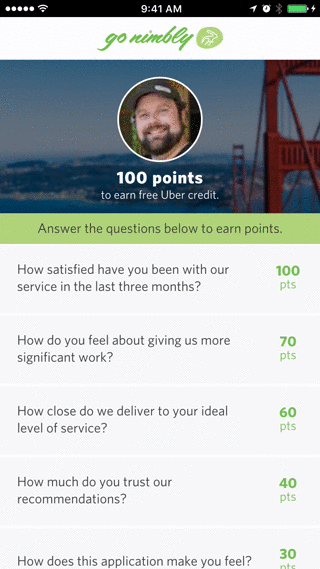 9:41 AM
go nimbly
100 points
to earn free Uber credit.
Answer the questions below to earn points.
How satisfied have you been with our
service in the last three months?
100
pts
How do you feel about giving us more
significant work?
70
pts
How close do we deliver to your ideal
level of service?
60
pts
How much do you trust our
recommendations?
40
pts
How does this application make you feel?
30
pts